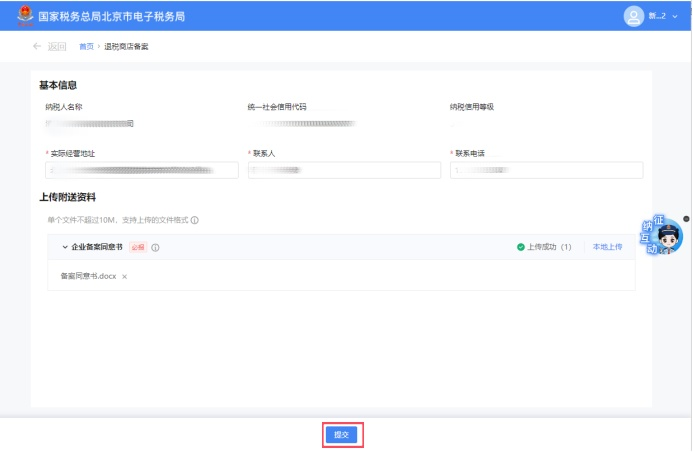 国家税务总局北京市电子税务局
新...2
返回 首页 › 退税商店备案
基本信息
纳税人名称 统一社会信用代码 纳税信用等级
司
* 实际经营地址 * 联系人 * 联系电话
上传附送资料
单个文件不超过10M，支持上传的文件格式
企业备案同意书 必报 上传成功（1） 本地上传
备案同意书.docx ×
征纳互动
提交